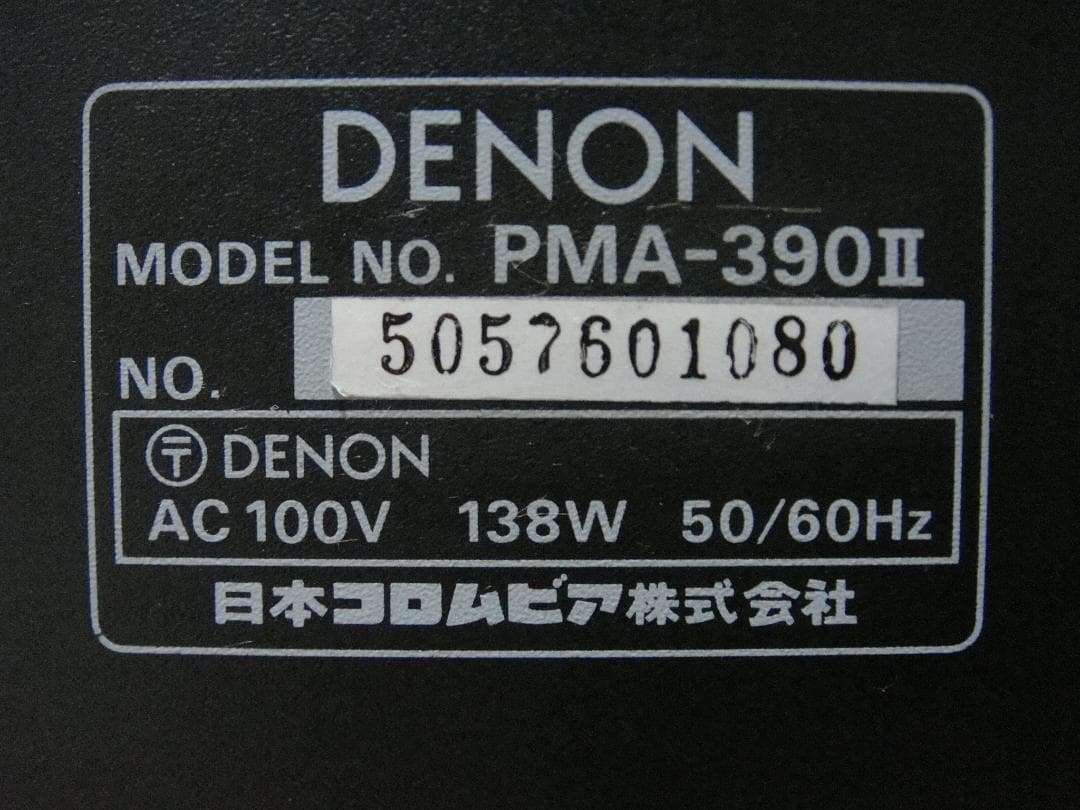 DENON
MODEL NO. PMA-390II
NO. 5057601080
〶 DENON
AC 100V 138W 50/60Hz
日本コロムビア株式会社